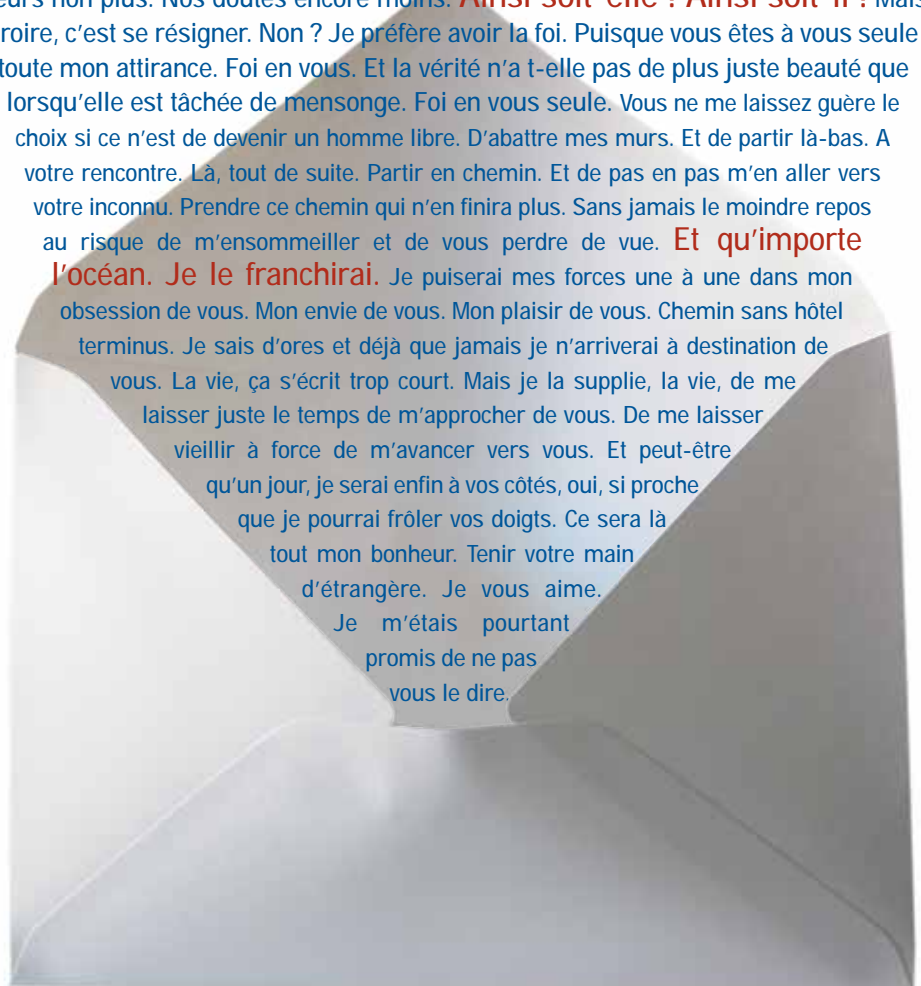 eurs non plus. Nos doutes encore moins. Ainsi soit-elle ! Ainsi soit-il ! Mais
roire, c'est se résigner. Non ? Je préfère avoir la foi. Puisque vous êtes à vous seule
toute mon attirance. Foi en vous. Et la vérité n'a t-elle pas de plus juste beauté que
lorsqu'elle est tâchée de mensonge. Foi en vous seule. Vous ne me laissez guère le
choix si ce n'est de devenir un homme libre. D'abattre mes murs. Et de partir là-bas. A
votre rencontre. Là, tout de suite. Partir en chemin. Et de pas en pas m'en aller vers
votre inconnu. Prendre ce chemin qui n'en finira plus. Sans jamais le moindre repos
au risque de m'ensommeiller et de vous perdre de vue. Et qu'importe
l'océan. Je le franchirai. Je puiserai mes forces une à une dans mon
obsession de vous. Mon envie de vous. Mon plaisir de vous. Chemin sans hôtel
terminus. Je sais d'ores et déjà que jamais je n'arriverai à destination de
vous. La vie, ça s'écrit trop court. Mais je la supplie, la vie, de me
laisser juste le temps de m'approcher de vous. De me laisser
vieillir à force de m'avancer vers vous. Et peut-être
qu'un jour, je serai enfin à vos côtés, oui, si proche
que je pourrai frôler vos doigts. Ce sera là
tout mon bonheur. Tenir votre main
d'étrangère. Je vous aime.
Je m'étais pourtant
promis de ne pas
vous le dire.